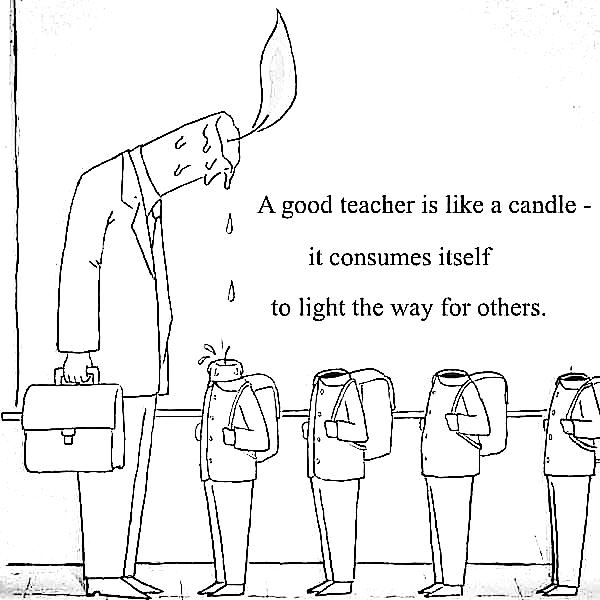 A good teacher is like a candle -
it consumes itself
to light the way for others.